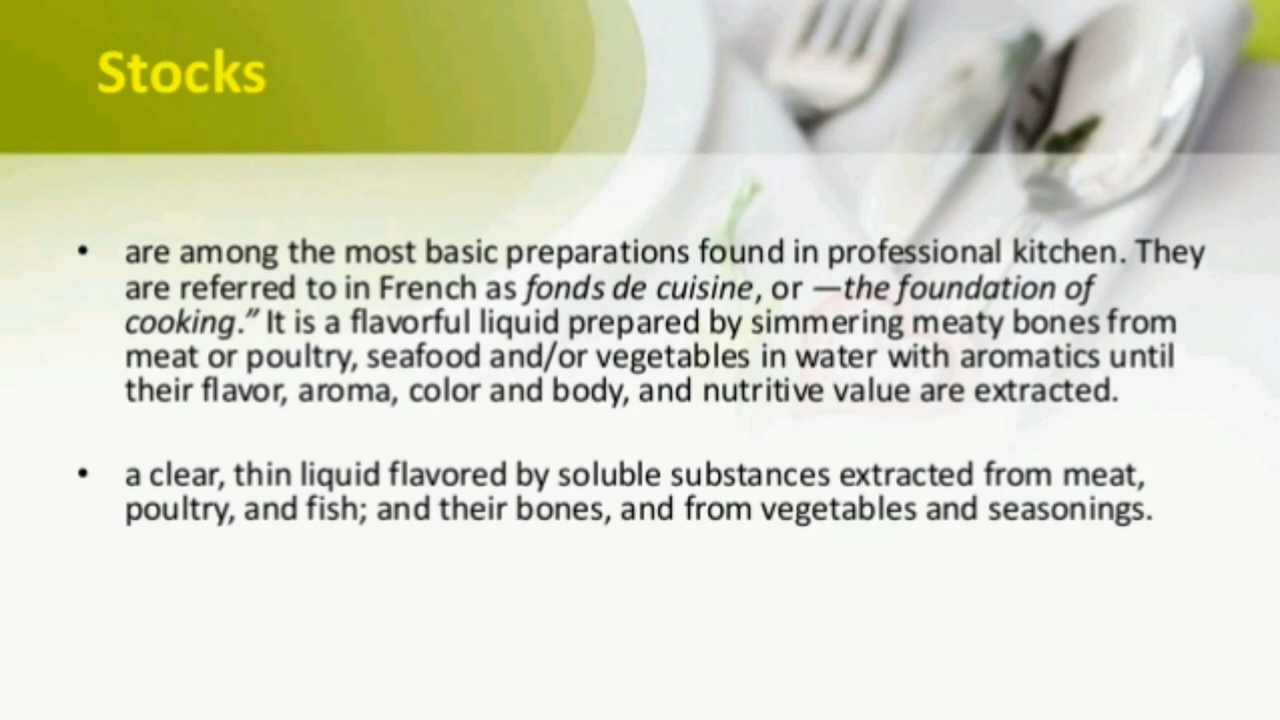 Stocks
• are among the most basic preparations found in professional kitchen. They
are referred to in French as fonds de cuisine, or —the foundation of
cooking.” It is a flavorful liquid prepared by simmering meaty bones from
meat or poultry, seafood and/or vegetables in water with aromatics until
their flavor, aroma, color and body, and nutritive value are extracted.
• a clear, thin liquid flavored by soluble substances extracted from meat,
poultry, and fish; and their bones, and from vegetables and seasonings.